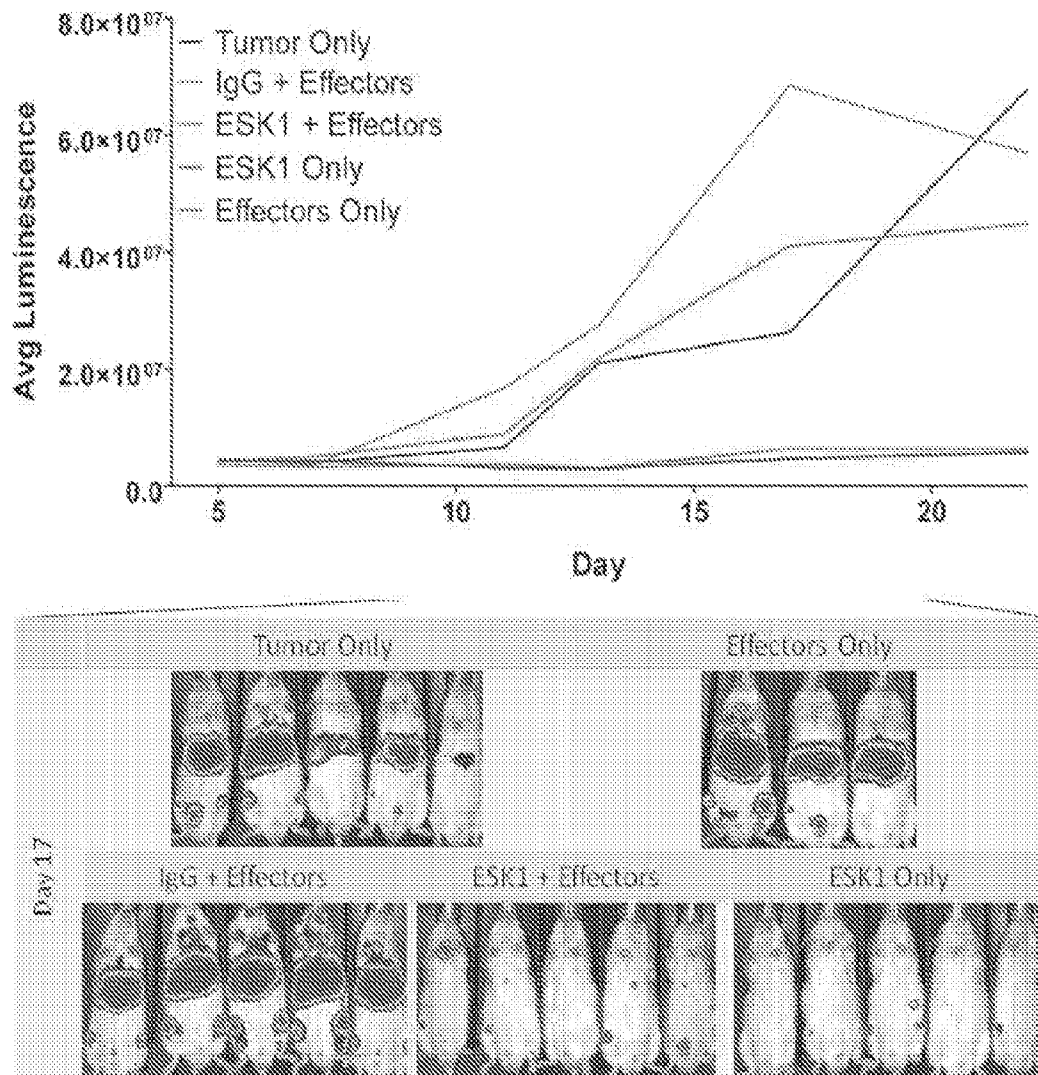 8.0×10⁰⁷
Tumor Only
IgG + Effectors
ESK1 + Effectors
ESK1 Only
Effectors Only
6.0×10⁰⁷
4.0×10⁰⁷
2.0×10⁰⁷
0.0
Avg Luminescence
5 10 15 20
Day
Tumor Only Effectors Only
Day 17
IgG + Effectors ESK1 + Effectors ESK1 Only